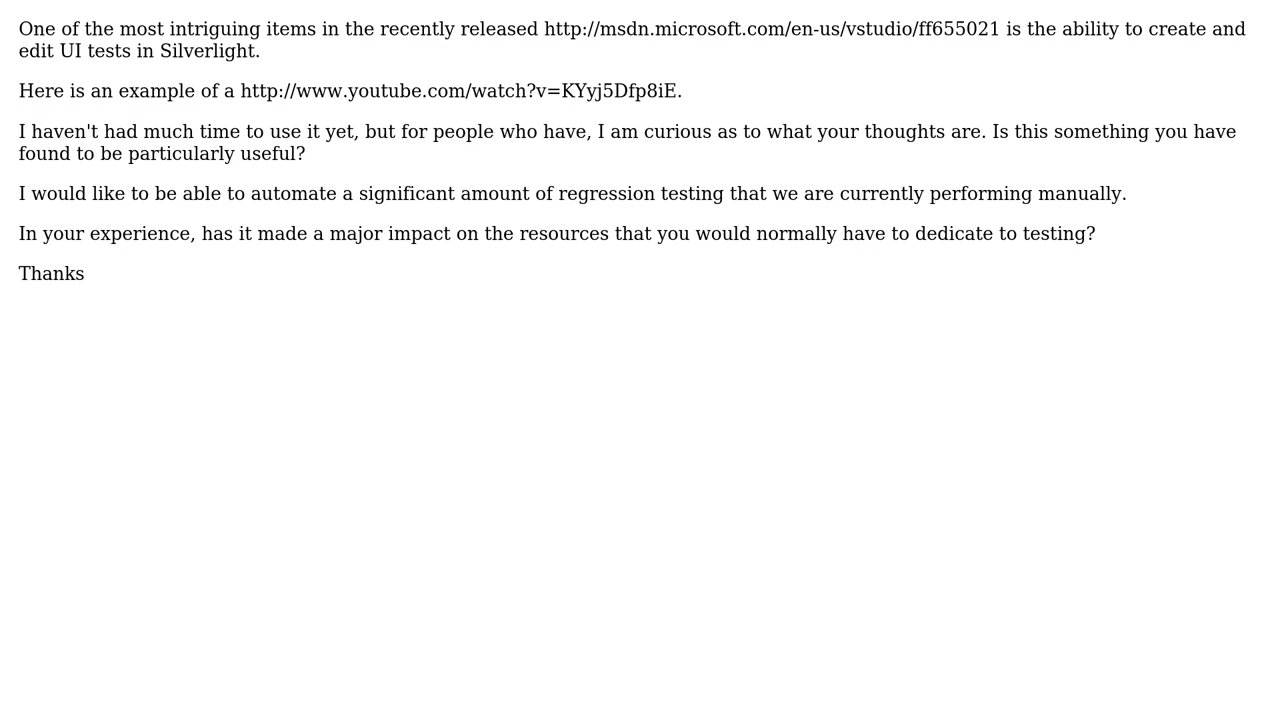 One of the most intriguing items in the recently released http://msdn.microsoft.com/en-us/vstudio/ff655021 is the ability to create and
edit UI tests in Silverlight.
Here is an example of a http://www.youtube.com/watch?v=KYyj5Dfp8iE.
I haven't had much time to use it yet, but for people who have, I am curious as to what your thoughts are. Is this something you have
found to be particularly useful?
I would like to be able to automate a significant amount of regression testing that we are currently performing manually.
In your experience, has it made a major impact on the resources that you would normally have to dedicate to testing?
Thanks